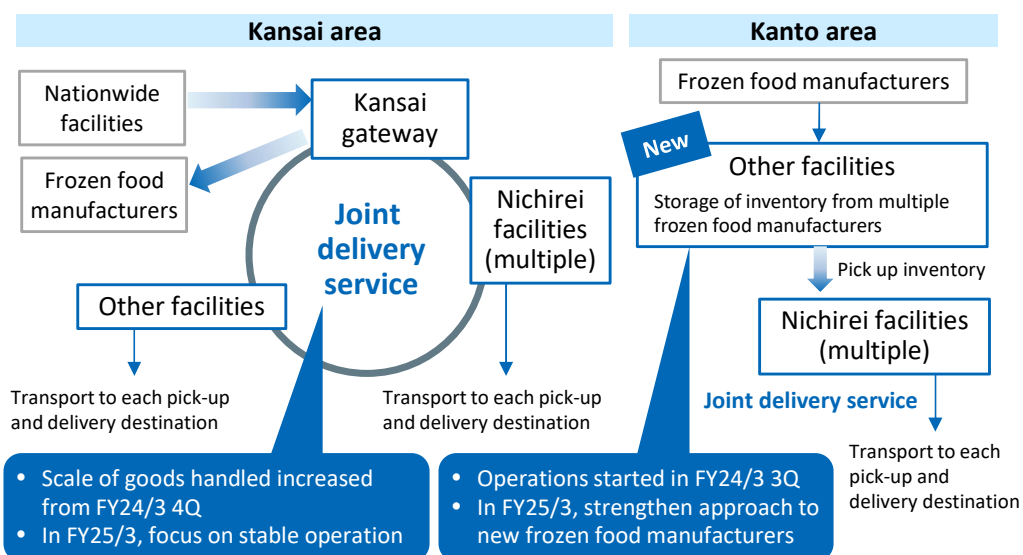 Kansai area
Nationwide
facilities
Kansai
gateway
Frozen food
manufacturers
Joint
delivery
service
Nichirei
facilities
(multiple)
Other facilities
Transport to each pick-up
and delivery destination
Transport to each pick-up
and delivery destination
• Scale of goods handled increased
from FY24/3 4Q
• In FY25/3, focus on stable operation
Kanto area
Frozen food manufacturers
New
Other facilities
Storage of inventory from multiple
frozen food manufacturers
Pick up inventory
Nichirei facilities
(multiple)
Joint delivery service
Transport to each
pick-up and
delivery destination
• Operations started in FY24/3 3Q
• In FY25/3, strengthen approach to
new frozen food manufacturers